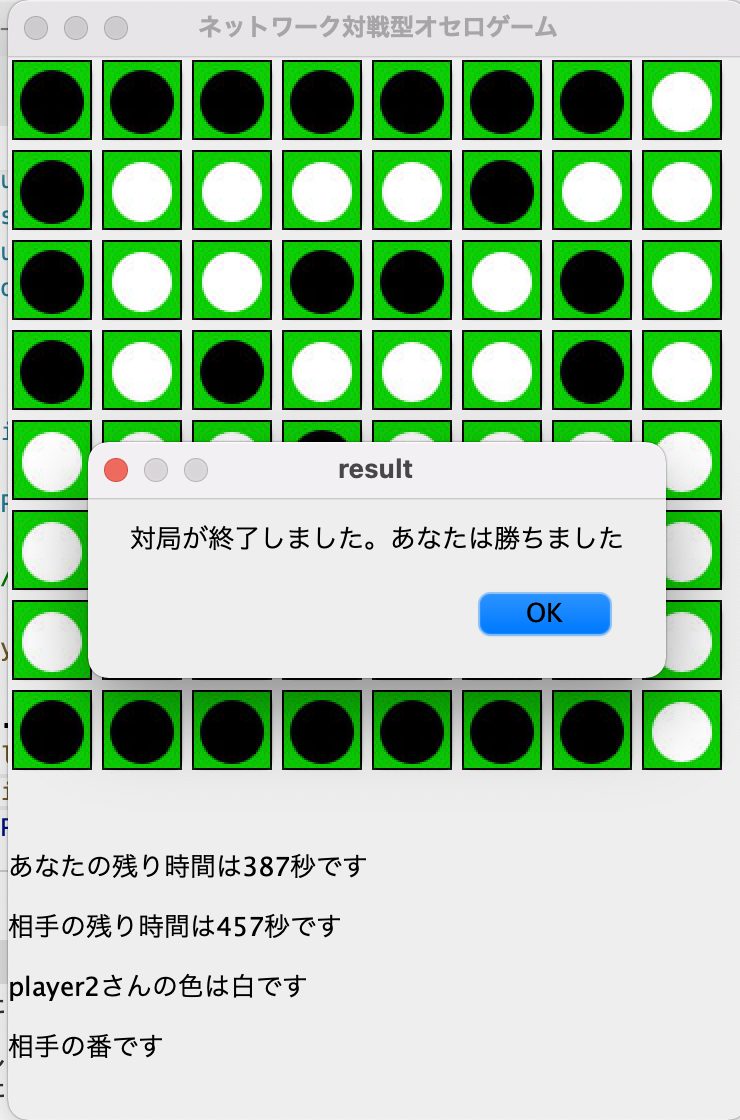 ネットワーク対戦型オセロゲーム
result
対局が終了しました。あなたは勝ちました
OK
あなたの残り時間は387秒です
相手の残り時間は457秒です
player2さんの色は白です
相手の番です